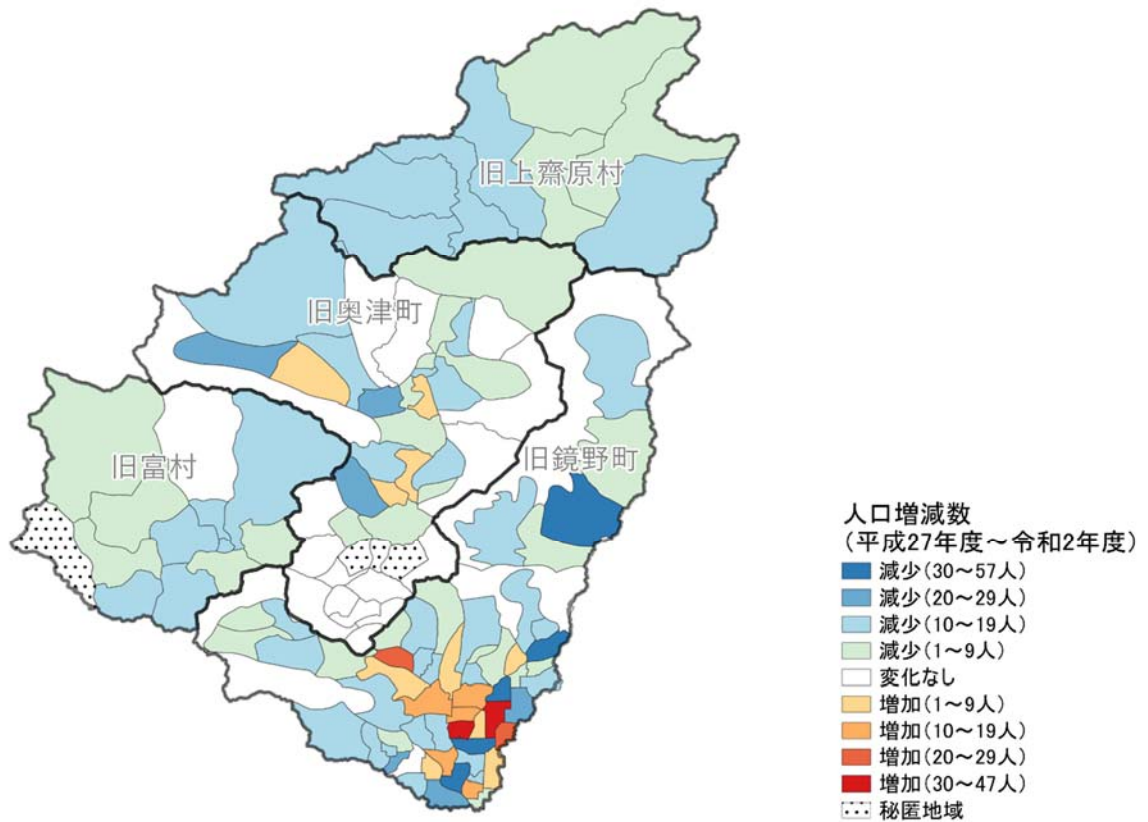 旧上齋原村
旧奥津町
旧富村
旧鏡野町
人口増減数
(平成27年度～令和2年度)
減少(30～57人)
減少(20～29人)
減少(10～19人)
減少(1～9人)
変化なし
増加(1～9人)
増加(10～19人)
増加(20～29人)
増加(30～47人)
秘匿地域